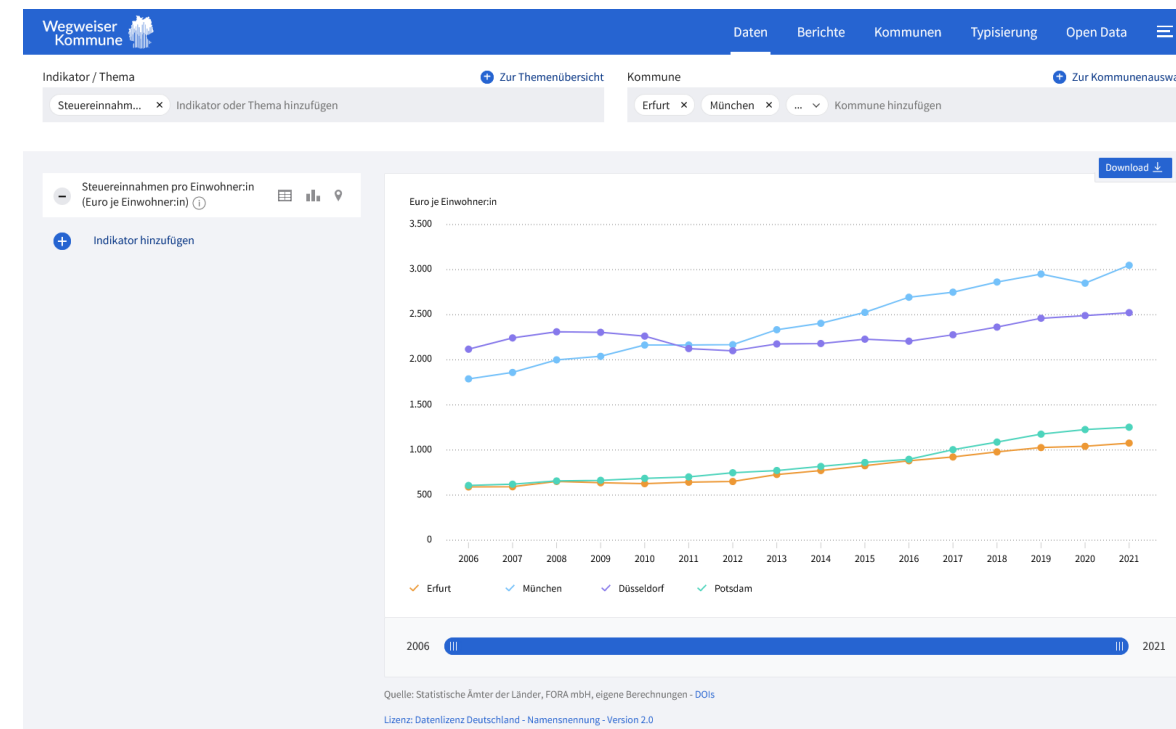 Wegweiser
Kommune
Daten Berichte Kommunen Typisierung Open Data
Indikator / Thema
Zur Themenübersicht
Kommune
Zur Kommunenauswa
Steuereinnahm... × Indikator oder Thema hinzufügen
Erfurt × München × ... Kommune hinzufügen
Download
Steuereinnahmen pro Einwohner:in
(Euro je Einwohner:in)
Indikator hinzufügen
Euro je Einwohner:in
3.500
3.000
2.500
2.000
1.500
1.000
500
0
2006 2007 2008 2009 2010 2011 2012 2013 2014 2015 2016 2017 2018 2019 2020 2021
Erfurt München Düsseldorf Potsdam
2006 2021
Quelle: Statistische Ämter der Länder, FORA mbH, eigene Berechnungen - DOIs
Lizenz: Datenlizenz Deutschland - Namensnennung - Version 2.0